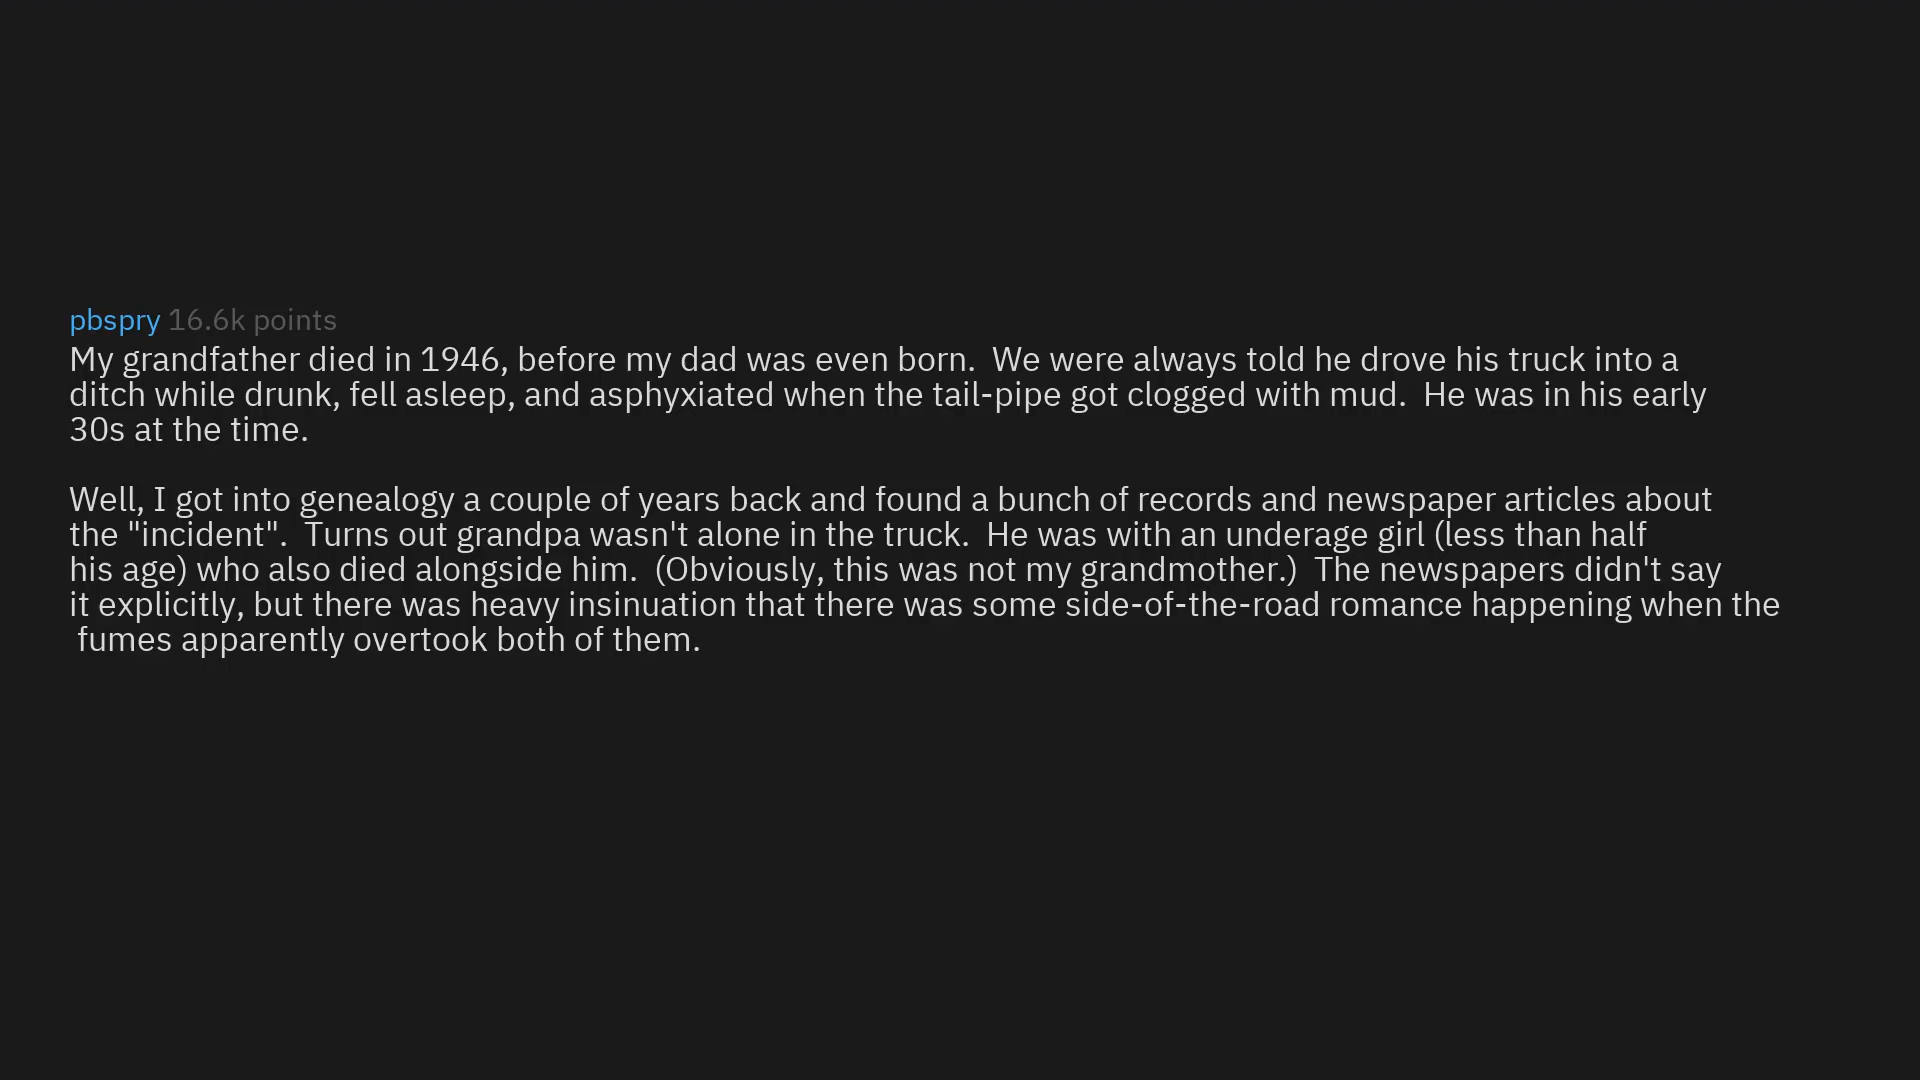 pbspry 16.6k points
My grandfather died in 1946, before my dad was even born.  We were always told he drove his truck into a
ditch while drunk, fell asleep, and asphyxiated when the tail-pipe got clogged with mud.  He was in his early
30s at the time.
Well, I got into genealogy a couple of years back and found a bunch of records and newspaper articles about
the "incident".  Turns out grandpa wasn't alone in the truck.  He was with an underage girl (less than half
his age) who also died alongside him.  (Obviously, this was not my grandmother.)  The newspapers didn't say
it explicitly, but there was heavy insinuation that there was some side-of-the-road romance happening when the
fumes apparently overtook both of them.